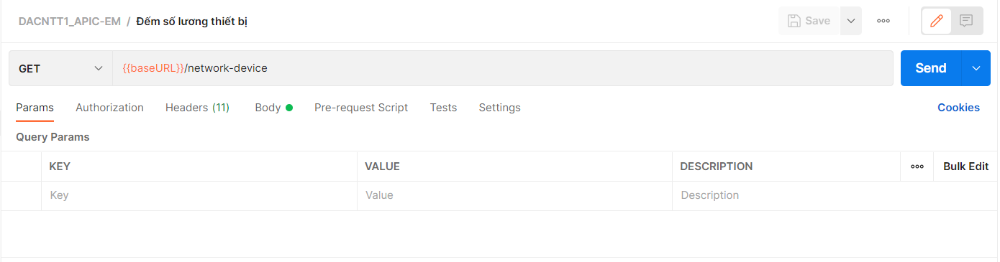 DACNTT1_APIC-EM / Đếm số lương thiết bị
Save
GET
{{baseURL}}/network-device
Send
Params Authorization Headers (11) Body Pre-request Script Tests Settings Cookies
Query Params
KEY VALUE DESCRIPTION Bulk Edit
Key Value Description